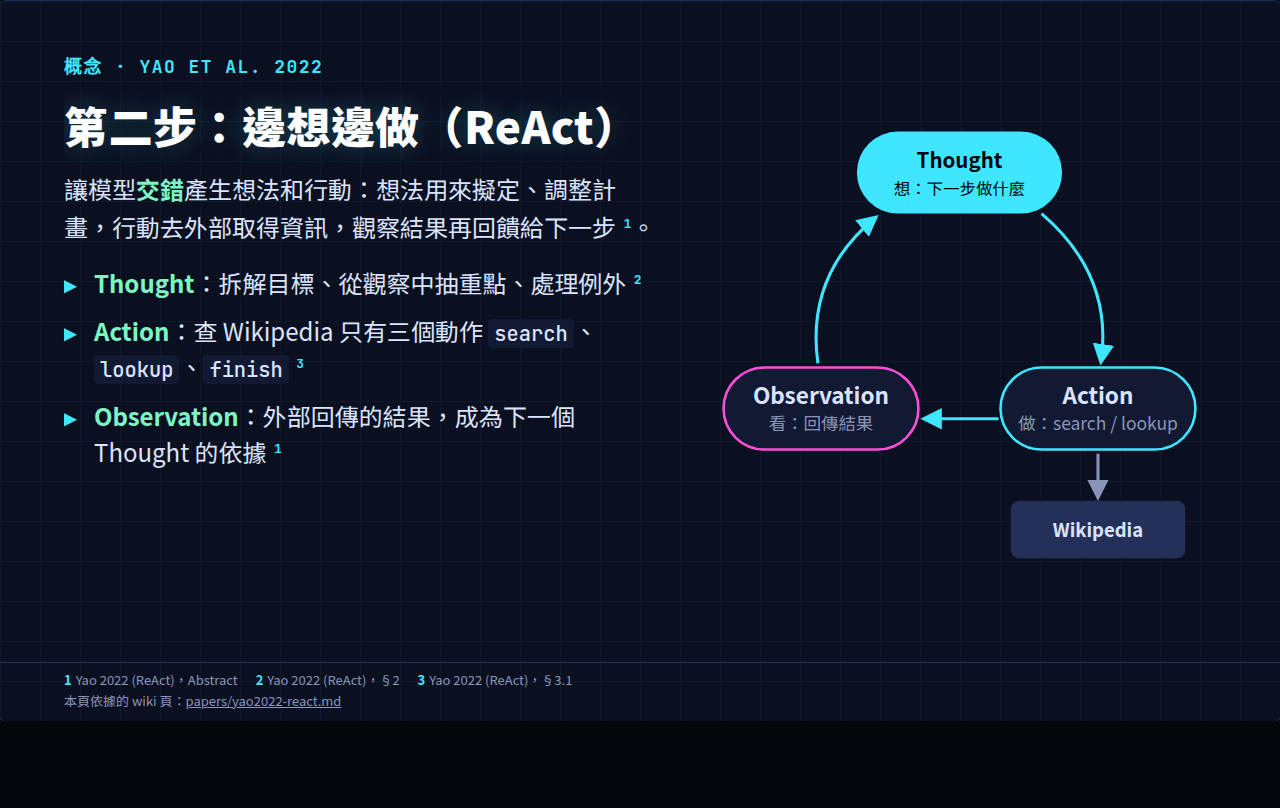 概念 · YAO ET AL. 2022
第二步：邊想邊做（ReAct）
讓模型交錯產生想法和行動：想法用來擬定、調整計
畫，行動去外部取得資訊，觀察結果再回饋給下一步 1 。
▶ Thought：拆解目標、從觀察中抽重點、處理例外 2
▶ Action：查 Wikipedia 只有三個動作 search、
lookup、finish 3
▶ Observation：外部回傳的結果，成為下一個
Thought 的依據 1
Thought
想：下一步做什麼
Observation
看：回傳結果
Action
做：search / lookup
Wikipedia
1 Yao 2022 (ReAct)，Abstract 2 Yao 2022 (ReAct)，§2 3 Yao 2022 (ReAct)，§3.1
本頁依據的 wiki 頁：papers/yao2022-react.md